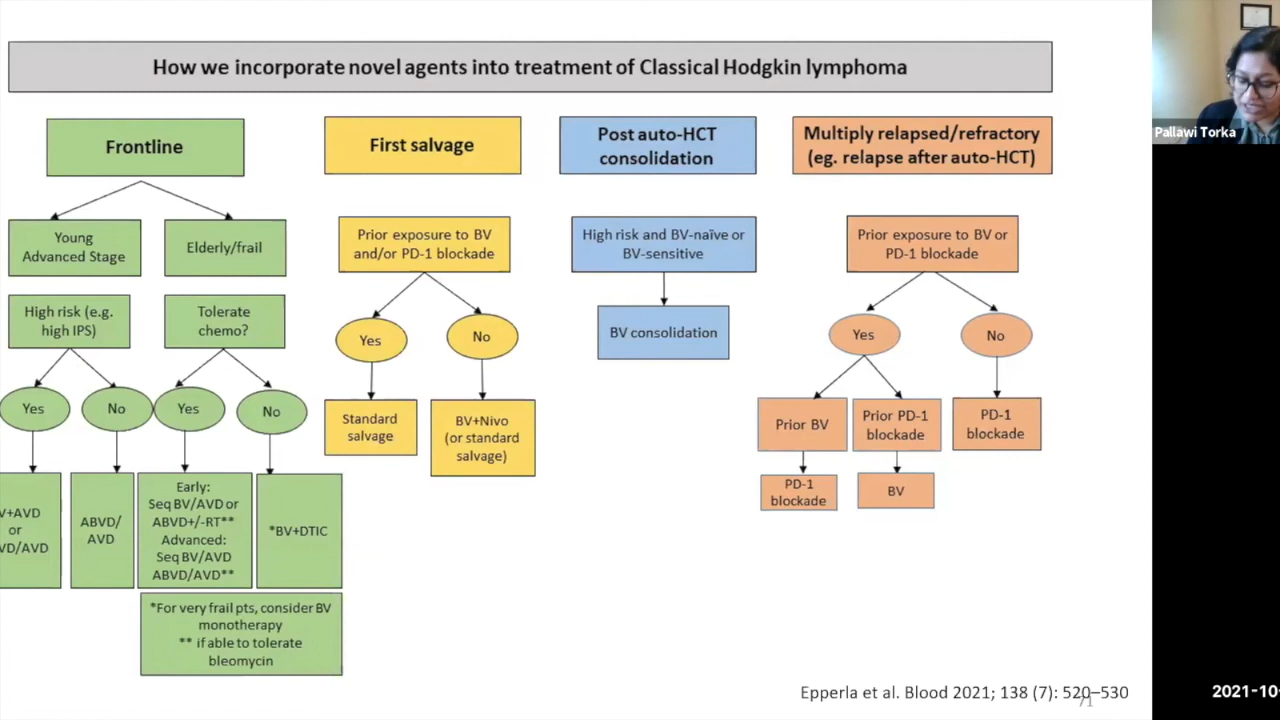 How we incorporate novel agents into treatment of Classical Hodgkin lymphoma
Frontline
Young
Advanced Stage
Elderly/frail
High risk (e.g.
high IPS)
Tolerate
chemo?
Yes
No
Yes
No
V+AVD
or
VD/AVD
ABVD/
AVD
Early:
Seq BV/AVD or
ABVD+/-RT**
Advanced:
Seq BV/AVD
ABVD/AVD**
*BV+DTIC
*For very frail pts, consider BV
monotherapy
** if able to tolerate
bleomycin
First salvage
Prior exposure to BV
and/or PD-1 blockade
Yes
No
Standard
salvage
BV+Nivo
(or standard
salvage)
Post auto-HCT
consolidation
High risk and BV-naïve or
BV-sensitive
BV consolidation
Multiply relapsed/refractory
(eg. relapse after auto-HCT)
Prior exposure to BV or
PD-1 blockade
Yes
No
Prior BV
Prior PD-1
blockade
PD-1
blockade
PD-1
blockade
BV
Epperla et al. Blood 2021; 138 (7): 520–530
71
Pallawi Torka
2021-10-